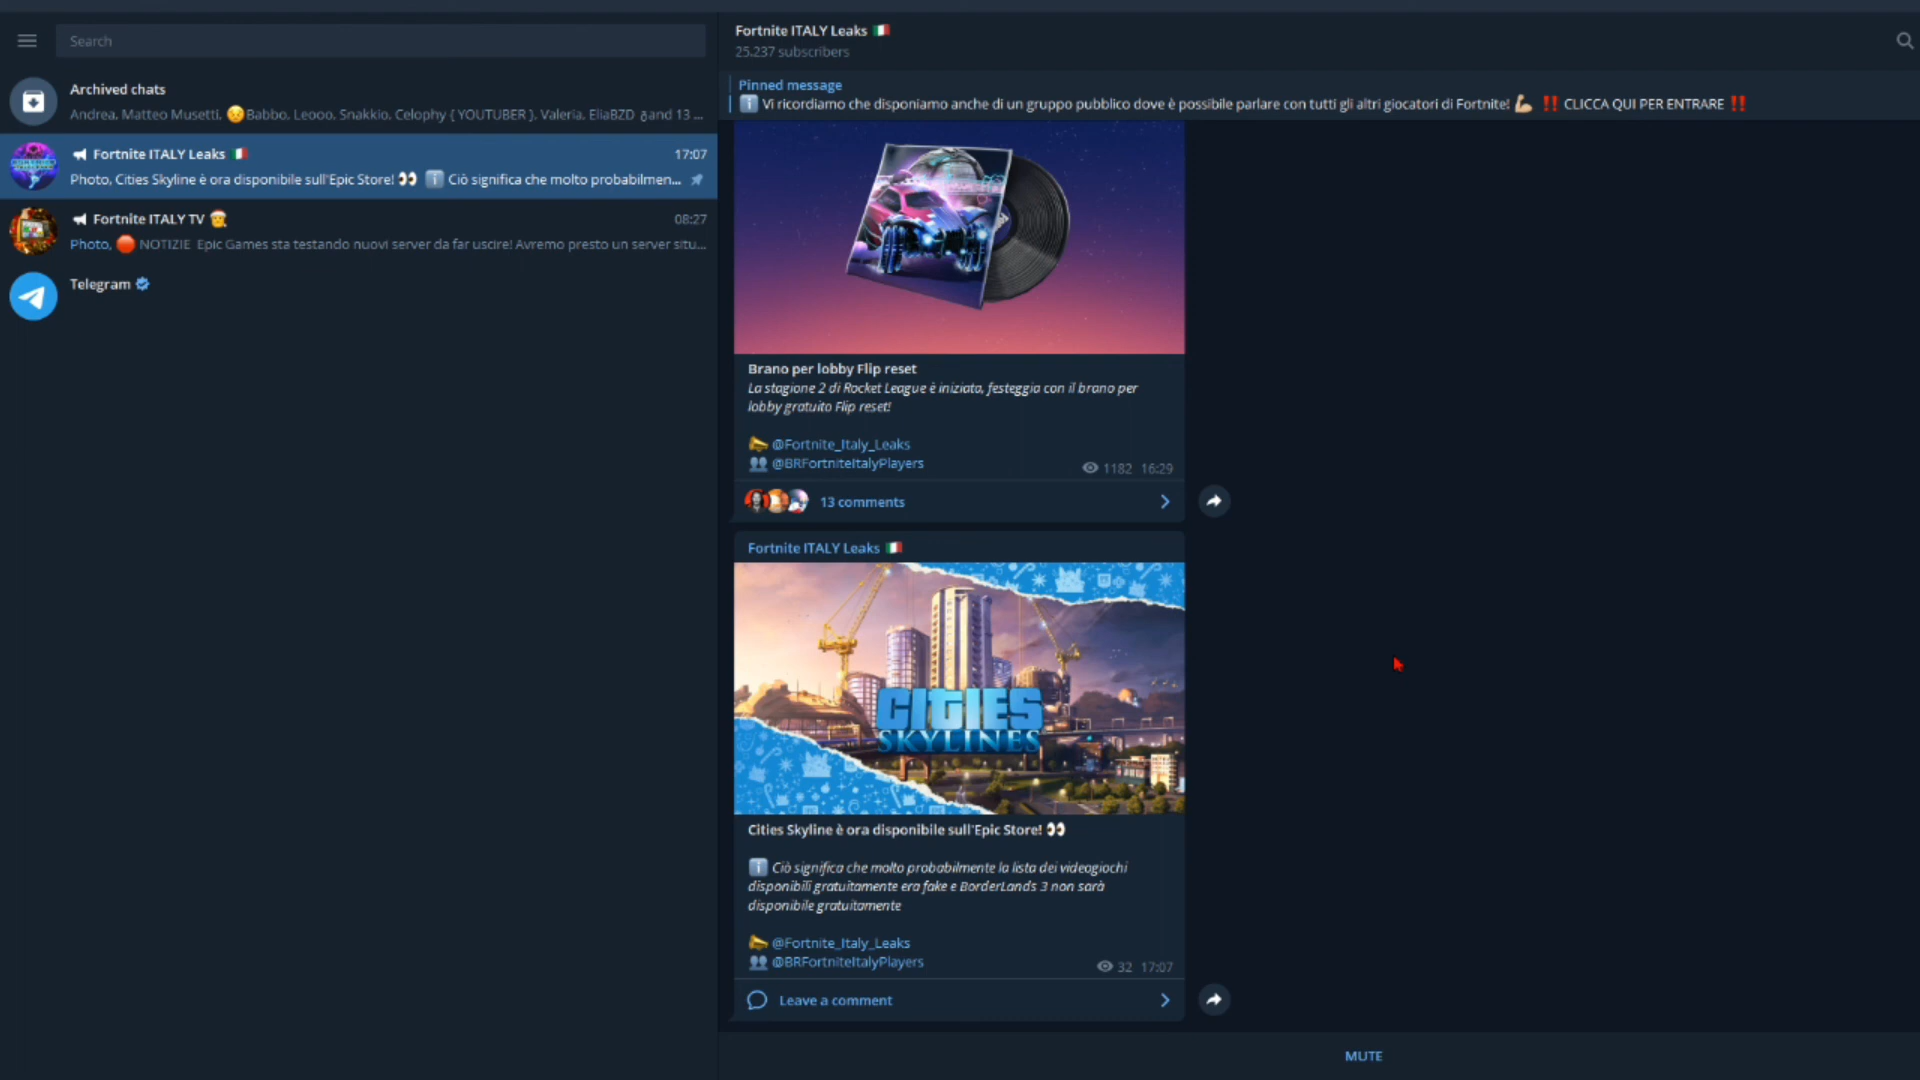 Search
Archived chats
Andrea, Matteo Musetti, 😟Babbo, Leooo, Snakkio, Celophy { YOUTUBER }, Valeria, EliaBZD and 13 ...
Fortnite ITALY Leaks 🇮🇹 17:07
Photo, Cities Skyline è ora disponibile sull'Epic Store! 👀 ℹ️ Ciò significa che molto probabilmen...
Fortnite ITALY TV 🎅 08:27
Photo, 🔴 NOTIZIE Epic Games sta testando nuovi server da far uscire! Avremo presto un server situ...
Telegram
Fortnite ITALY Leaks 🇮🇹
25.237 subscribers
Pinned message
ℹ️ Vi ricordiamo che disponiamo anche di un gruppo pubblico dove è possibile parlare con tutti gli altri giocatori di Fortnite! 💪🏼 ‼️ CLICCA QUI PER ENTRARE ‼️
Brano per lobby Flip reset
La stagione 2 di Rocket League è iniziata, festeggia con il brano per
lobby gratuito Flip reset!
📣 @Fortnite_Italy_Leaks
👥 @BRFortniteItalyPlayers
1182 16:29
13 comments
Fortnite ITALY Leaks 🇮🇹
CITIES
SKYLINES
Cities Skyline è ora disponibile sull'Epic Store! 👀
ℹ️ Ciò significa che molto probabilmente la lista dei videogiochi
disponibili gratuitamente era fake e BorderLands 3 non sarà
disponibile gratuitamente
📣 @Fortnite_Italy_Leaks
👥 @BRFortniteItalyPlayers
32 17:07
Leave a comment
MUTE